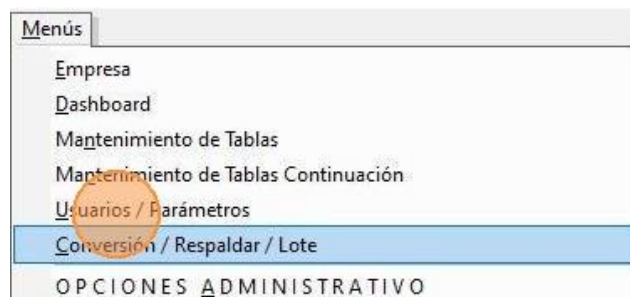 Menús
Empresa
Dashboard
Mantenimiento de Tablas
Mantenimiento de Tablas Continuación
Usuarios / Parámetros
Conversión / Respaldar / Lote
OPCIONES ADMINISTRATIVO